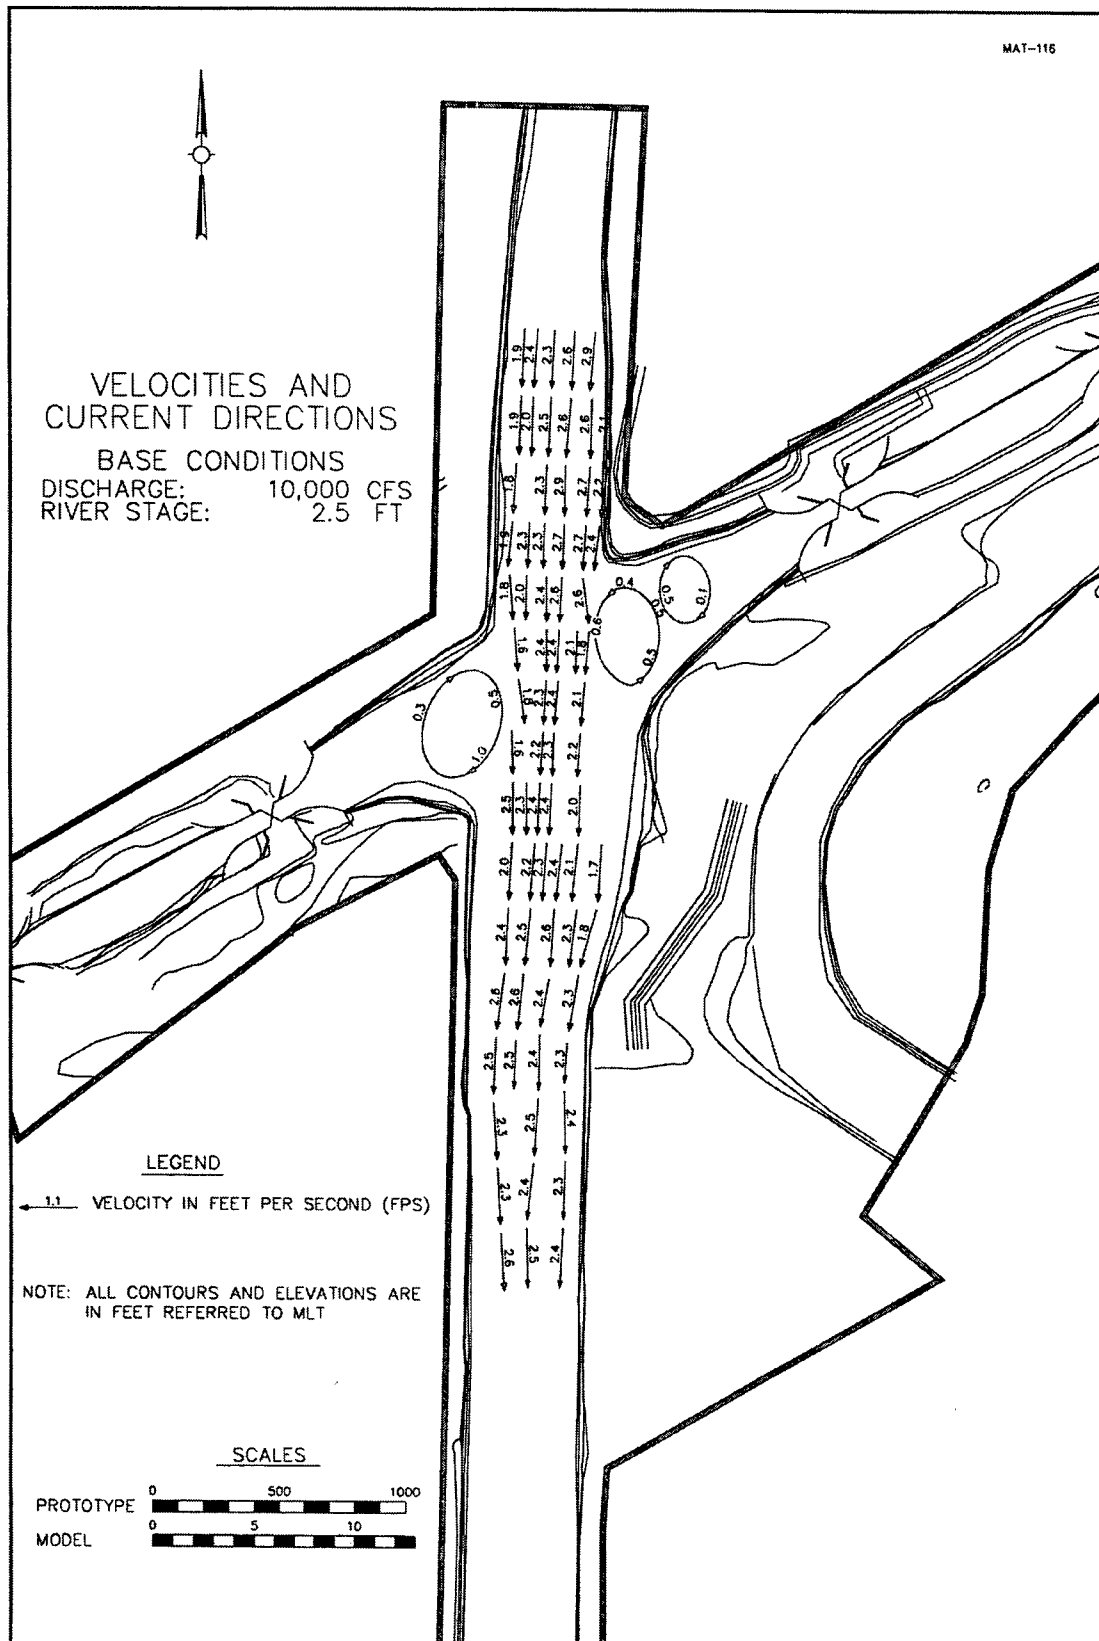 MAT-116
VELOCITIES AND
CURRENT DIRECTIONS
BASE CONDITIONS
DISCHARGE: 10,000 CFS
RIVER STAGE: 2.5 FT
1.9 2.4 2.3 2.6 2.9
1.9 2.0 2.5 2.6 2.6 2.1
1.8 2.3 2.9 2.7 2.2
1.9 2.3 2.3 2.7 2.7 2.4
1.8 2.0 2.4 2.6 2.6
0.4 0.5 0.1
0.6 0.5 0.5
1.6 2.4 2.4 2.1 1.8
1.6 2.3 2.4 2.1
0.3 0.5 1.0
1.6 2.2 2.3 2.2
2.5 2.3 2.4 2.4 2.0
2.0 2.2 2.3 2.4 2.1 1.7
2.4 2.5 2.6 2.3 1.8
2.6 2.6 2.4 2.3
2.5 2.5 2.4 2.3
2.3 2.5 2.4
2.3 2.4 2.3
2.6 2.5 2.4
LEGEND
1.1 VELOCITY IN FEET PER SECOND (FPS)
NOTE: ALL CONTOURS AND ELEVATIONS ARE
IN FEET REFERRED TO MLT
SCALES
0 500 1000
PROTOTYPE
0 5 10
MODEL